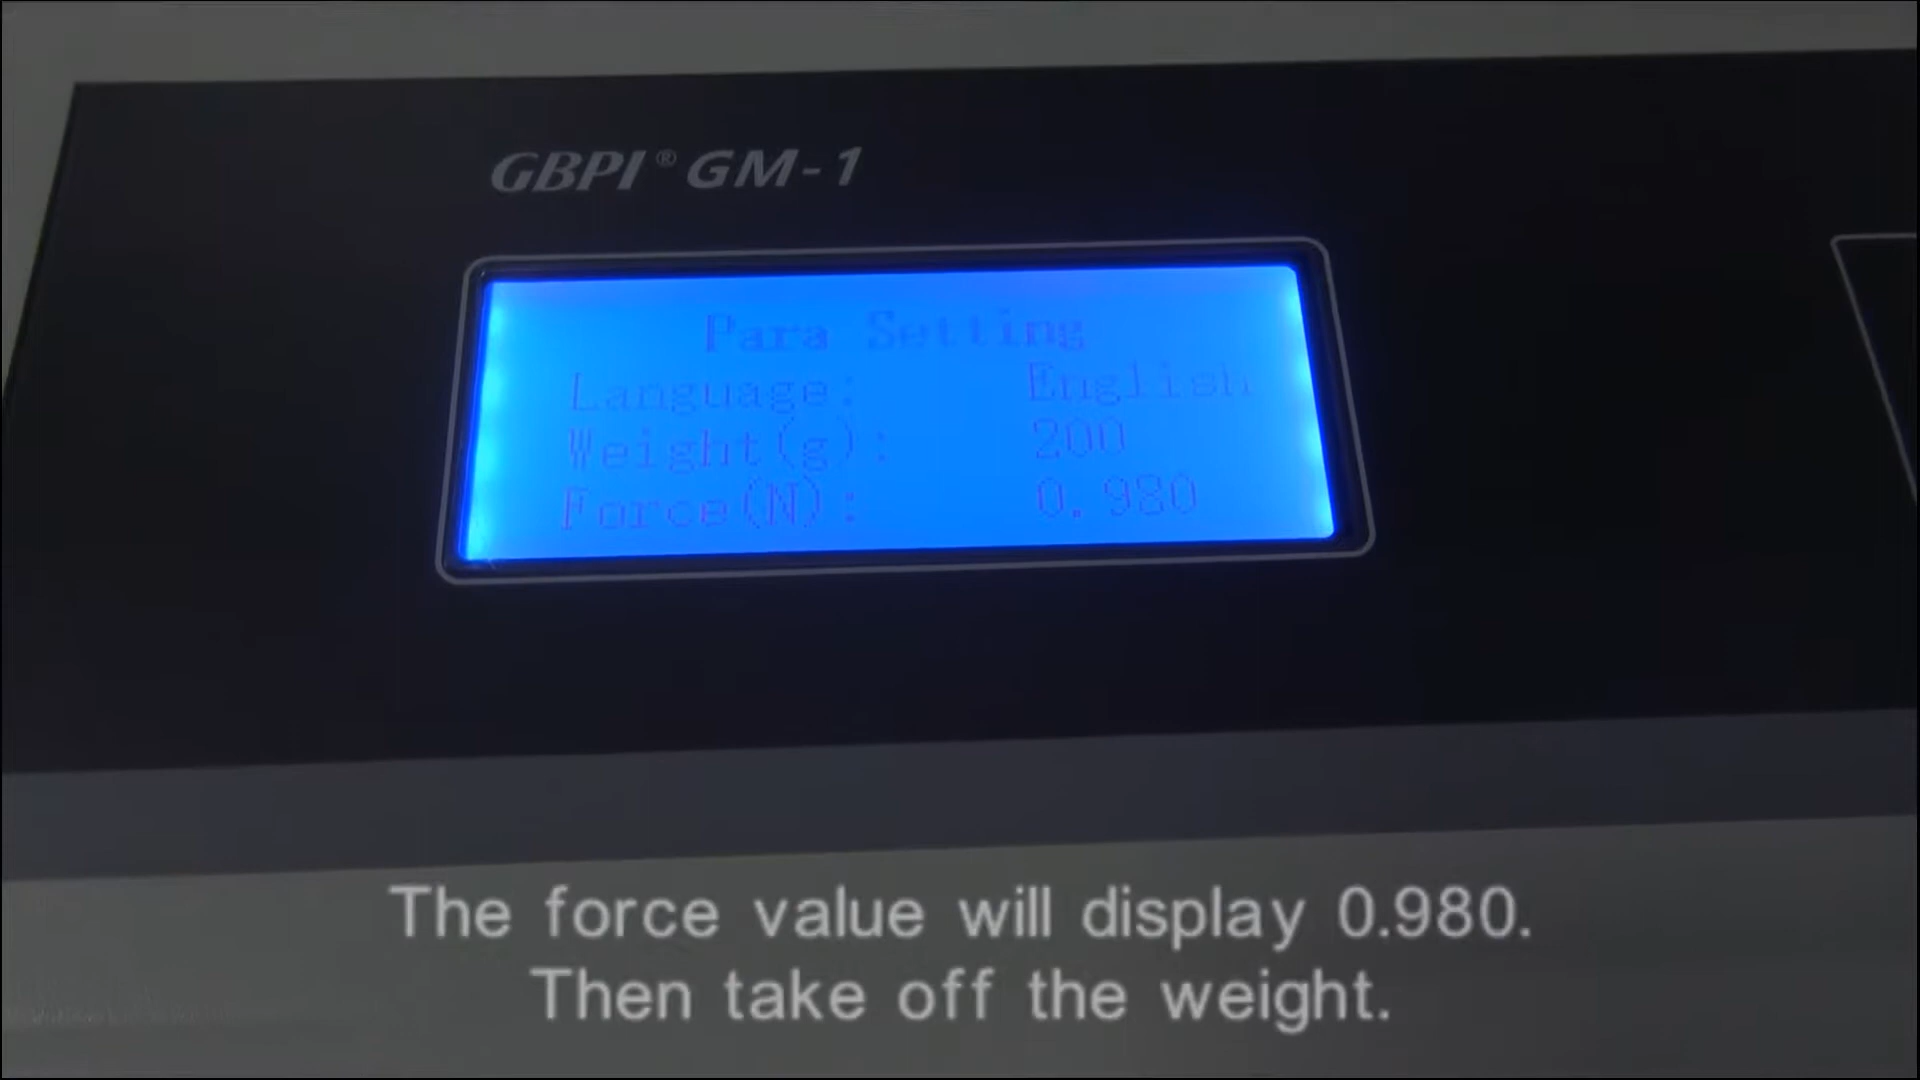 GBPI® GM-1
Para Setting
Language: English
Weight(g): 200
Force(N): 0.980
The force value will display 0.980.
Then take off the weight.